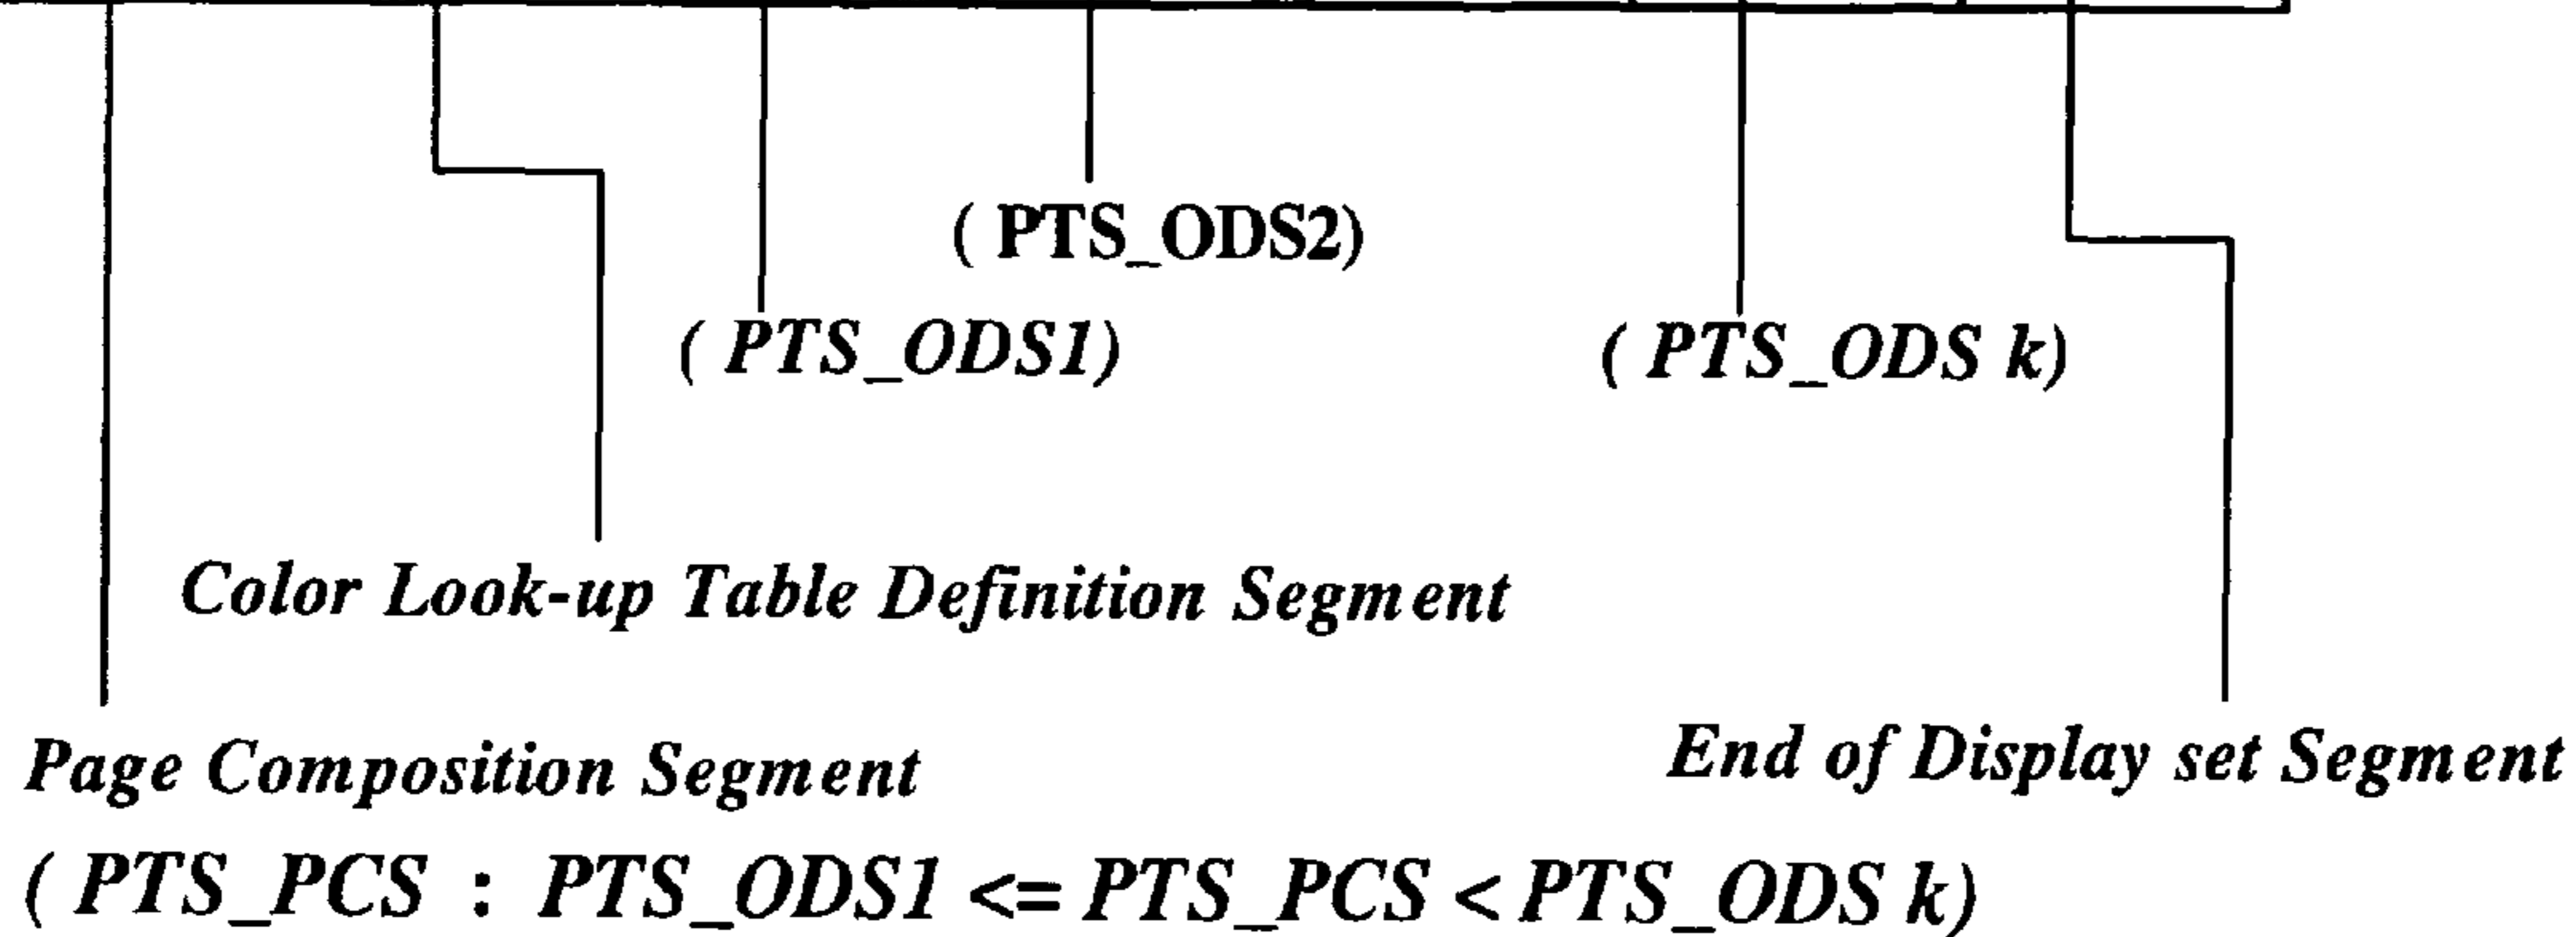 ( PTS_ODS2)
( PTS_ODS1)
( PTS_ODS k)
Color Look-up Table Definition Segment
Page Composition Segment
End of Display set Segment
( PTS_PCS : PTS_ODS1 <= PTS_PCS < PTS_ODS k)